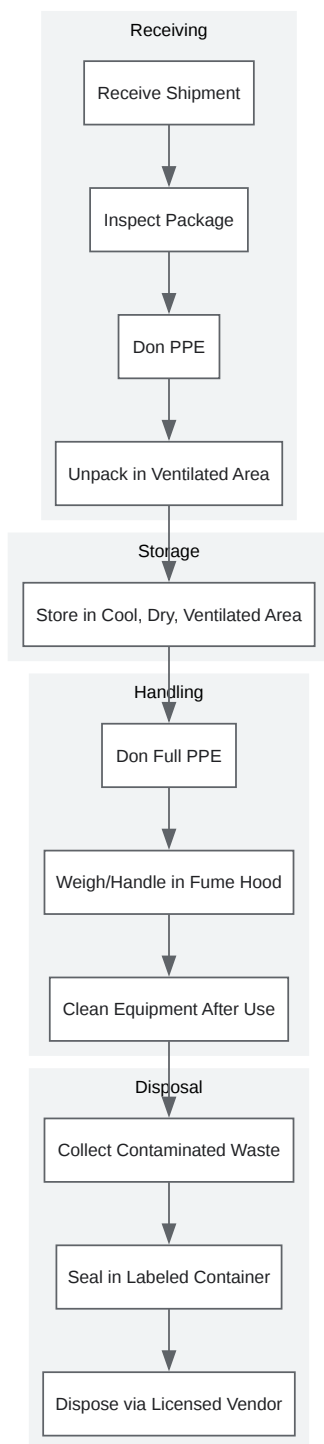 Receiving
Receive Shipment
Inspect Package
Don PPE
Unpack in Ventilated Area
Storage
Store in Cool, Dry, Ventilated Area
Handling
Don Full PPE
Weigh/Handle in Fume Hood
Clean Equipment After Use
Disposal
Collect Contaminated Waste
Seal in Labeled Container
Dispose via Licensed Vendor